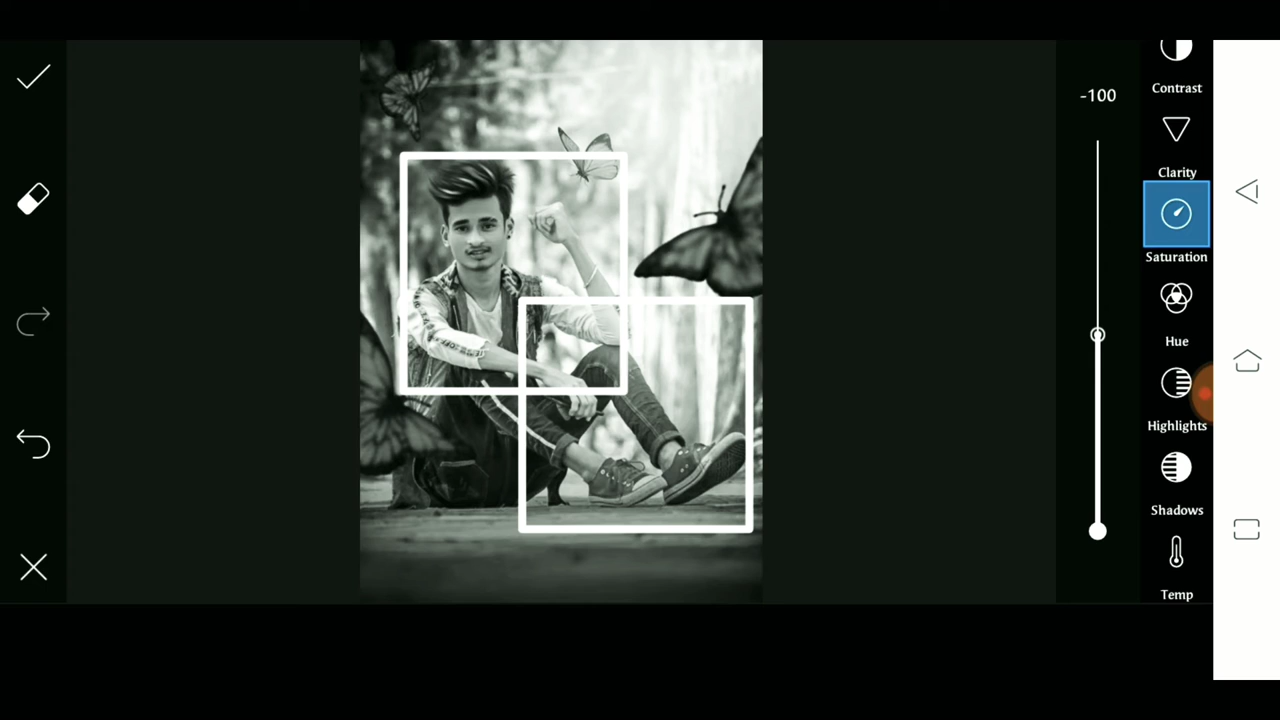 -100
Contrast
Clarity
Saturation
Hue
Highlights
Shadows
Temp